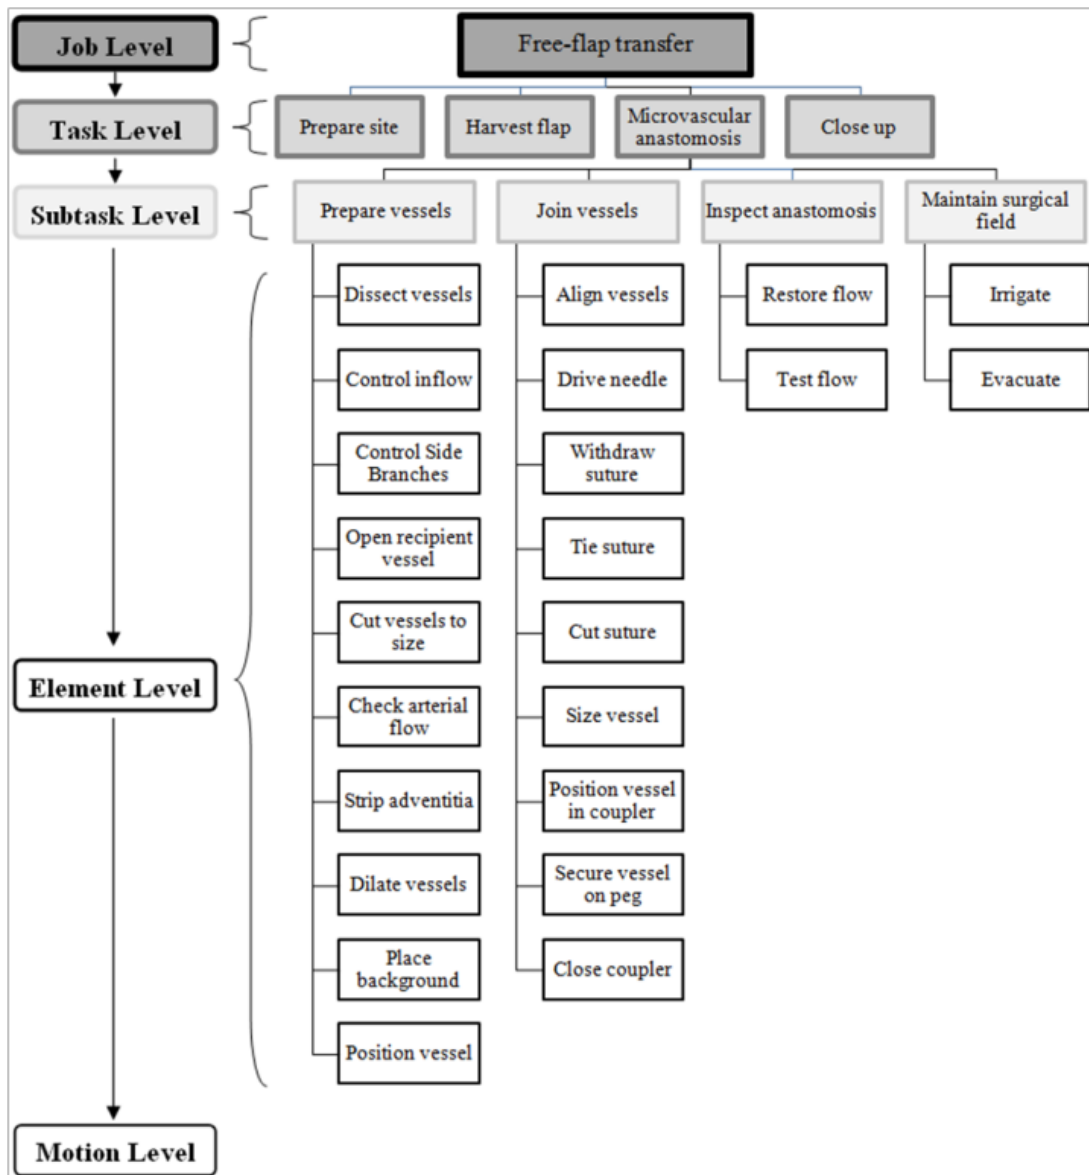 Job Level
Free-flap transfer
Task Level
Prepare site
Harvest flap
Microvascular
anastomosis
Close up
Subtask Level
Prepare vessels
Join vessels
Inspect anastomosis
Maintain surgical
field
Dissect vessels
Align vessels
Restore flow
Irrigate
Control inflow
Drive needle
Test flow
Evacuate
Control Side
Branches
Withdraw
suture
Open recipient
vessel
Tie suture
Cut vessels to
size
Cut suture
Element Level
Check arterial
flow
Size vessel
Strip adventitia
Position vessel
in coupler
Dilate vessels
Secure vessel
on peg
Place
background
Close coupler
Position vessel
Motion Level